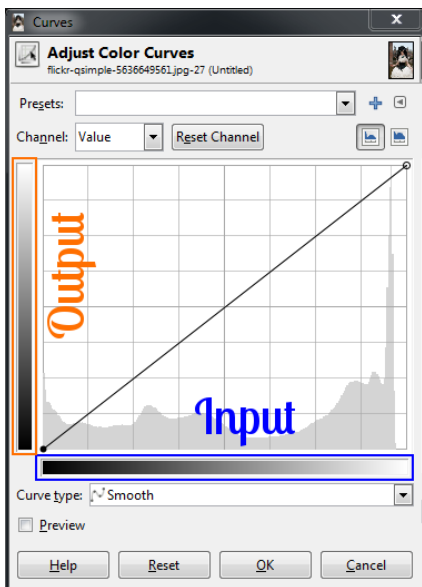 Curves
x
Adjust Color Curves
flickr-qsimple-5636649561.jpg-27 (Untitled)
Presets:
Channel: Value Reset Channel
Output
Input
Curve type: Smooth
Preview
Help Reset OK Cancel